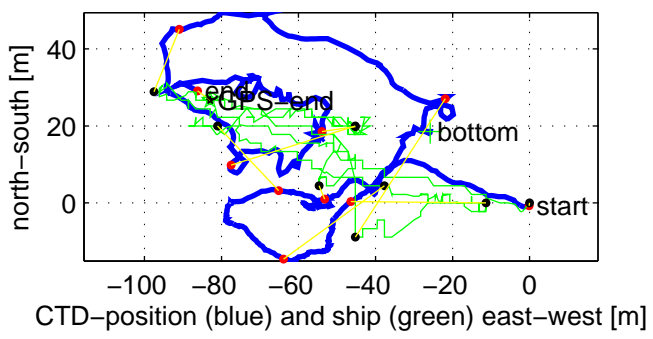 north−south [m]
40
20
0
end
GPS−end
bottom
start
−100
−80
−60
−40
−20
0
CTD−position (blue) and ship (green) east−west [m]